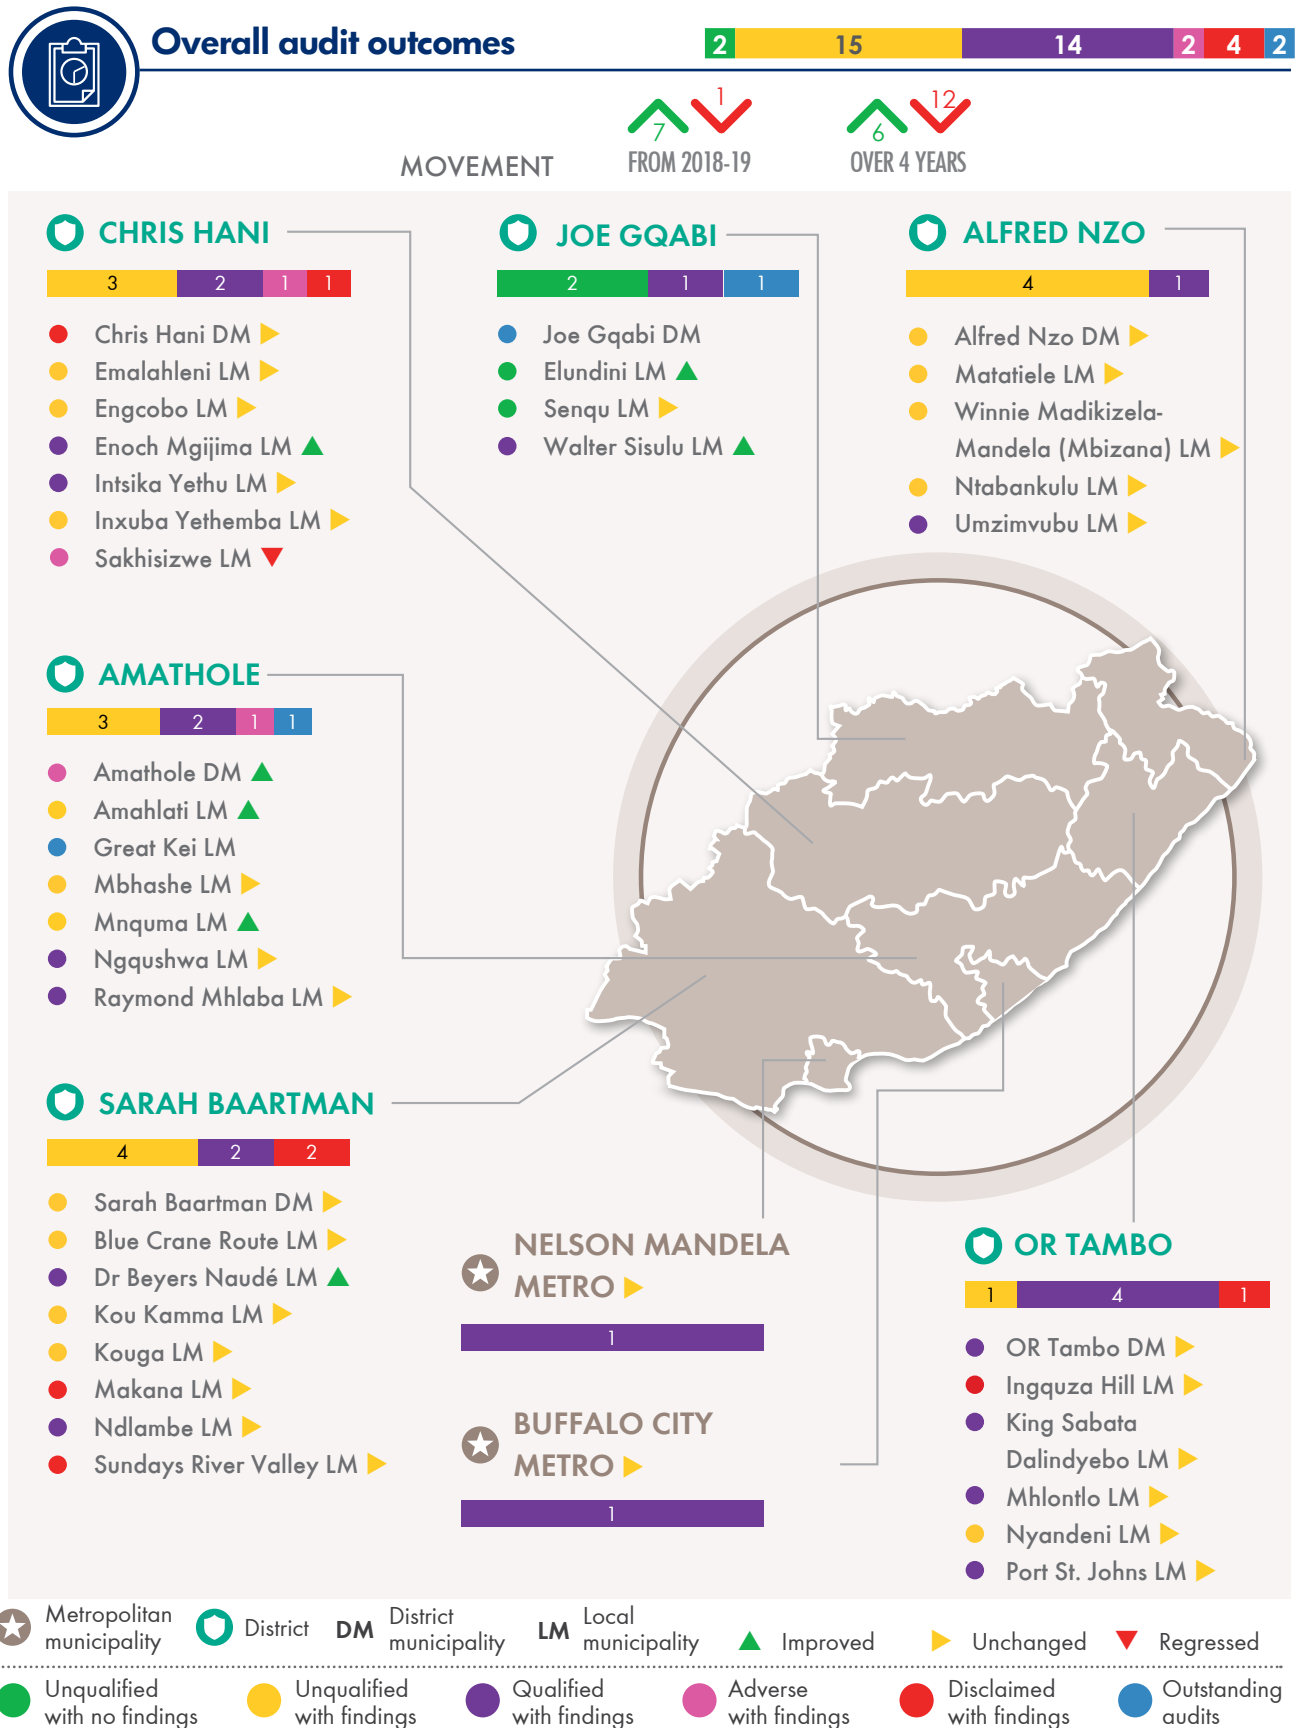 Overall audit outcomes
2 15 14 2 4 2
7 1 6 12
MOVEMENT FROM 2018-19 OVER 4 YEARS
CHRIS HANI
3 2 1 1
Chris Hani DM
Emalahleni LM
Engcobo LM
Enoch Mgijima LM
Intsika Yethu LM
Inxuba Yethemba LM
Sakhisizwe LM
JOE GQABI
2 1 1
Joe Gqabi DM
Elundini LM
Senqu LM
Walter Sisulu LM
ALFRED NZO
4 1
Alfred Nzo DM
Matatiele LM
Winnie Madikizela-
Mandela (Mbizana) LM
Ntabankulu LM
Umzimvubu LM
AMATHOLE
3 2 1 1
Amathole DM
Amahlati LM
Great Kei LM
Mbhashe LM
Mnquma LM
Ngqushwa LM
Raymond Mhlaba LM
SARAH BAARTMAN
4 2 2
Sarah Baartman DM
Blue Crane Route LM
Dr Beyers Naudé LM
Kou Kamma LM
Kouga LM
Makana LM
Ndlambe LM
Sundays River Valley LM
NELSON MANDELA
METRO
1
BUFFALO CITY
METRO
1
OR TAMBO
1 4 1
OR Tambo DM
Ingquza Hill LM
King Sabata
Dalindyebo LM
Mhlontlo LM
Nyandeni LM
Port St. Johns LM
Metropolitan
municipality
District
DM District
municipality
LM Local
municipality
Improved
Unchanged
Regressed
Unqualified
with no findings
Unqualified
with findings
Qualified
with findings
Adverse
with findings
Disclaimed
with findings
Outstanding
audits